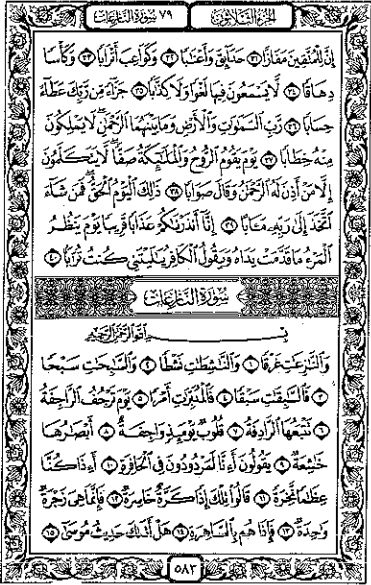 الجزء الثلاثون ٧٩ سورة النازعات
إِنَّ لِلْمُتَّقِينَ مَفَازًا ٣١ حَدَآئِقَ وَأَعْنَٰبًا ٣٢ وَكَوَاعِبَ أَتْرَابًا ٣٣ وَكَأْسًا
دِهَاقًا ٣٤ لَّا يَسْمَعُونَ فِيهَا لَغْوًا وَلَا كِذَّٰبًا ٣٥ جَزَآءً مِّن رَّبِّكَ عَطَآءً
حِسَابًا ٣٦ رَّبِّ ٱلسَّمَٰوَٰتِ وَٱلْأَرْضِ وَمَا بَيْنَهُمَا ٱلرَّحْمَٰنِ لَا يَمْلِكُونَ
مِنْهُ خِطَابًا ٣٧ يَوْمَ يَقُومُ ٱلرُّوحُ وَٱلْمَلَٰٓئِكَةُ صَفًّا لَّا يَتَكَلَّمُونَ
إِلَّا مَنْ أَذِنَ لَهُ ٱلرَّحْمَٰنُ وَقَالَ صَوَابًا ٣٨ ذَٰلِكَ ٱلْيَوْمُ ٱلْحَقُّ فَمَن شَآءَ
ٱتَّخَذَ إِلَىٰ رَبِّهِۦ مَـَٔابًا ٣٩ إِنَّآ أَنذَرْنَٰكُمْ عَذَابًا قَرِيبًا يَوْمَ يَنظُرُ
ٱلْمَرْءُ مَا قَدَّمَتْ يَدَاهُ وَيَقُولُ ٱلْكَافِرُ يَٰلَيْتَنِى كُنتُ تُرَٰبًۢا ٤٠
سورة النازعات
بِسْمِ ٱللَّهِ ٱلرَّحْمَٰنِ ٱلرَّحِيمِ
وَٱلنَّٰزِعَٰتِ غَرْقًا ١ وَٱلنَّٰشِطَٰتِ نَشْطًا ٢ وَٱلسَّٰبِحَٰتِ سَبْحًا
٣ فَٱلسَّٰبِقَٰتِ سَبْقًا ٤ فَٱلْمُدَبِّرَٰتِ أَمْرًا ٥ يَوْمَ تَرْجُفُ ٱلرَّاجِفَةُ
٦ تَتْبَعُهَا ٱلرَّادِفَةُ ٧ قُلُوبٌ يَوْمَئِذٍ وَاجِفَةٌ ٨ أَبْصَٰرُهَا
خَٰشِعَةٌ ٩ يَقُولُونَ أَءِنَّا لَمَرْدُودُونَ فِى ٱلْحَافِرَةِ ١٠ أَءِذَا كُنَّا
عِظَٰمًا نَّخِرَةً ١١ قَالُوا۟ تِلْكَ إِذًا كَرَّةٌ خَاسِرَةٌ ١٢ فَإِنَّمَا هِىَ زَجْرَةٌ
وَٰحِدَةٌ ١٣ فَإِذَا هُم بِٱلسَّاهِرَةِ ١٤ هَلْ أَتَىٰكَ حَدِيثُ مُوسَىٰٓ ١٥
٥٨٣